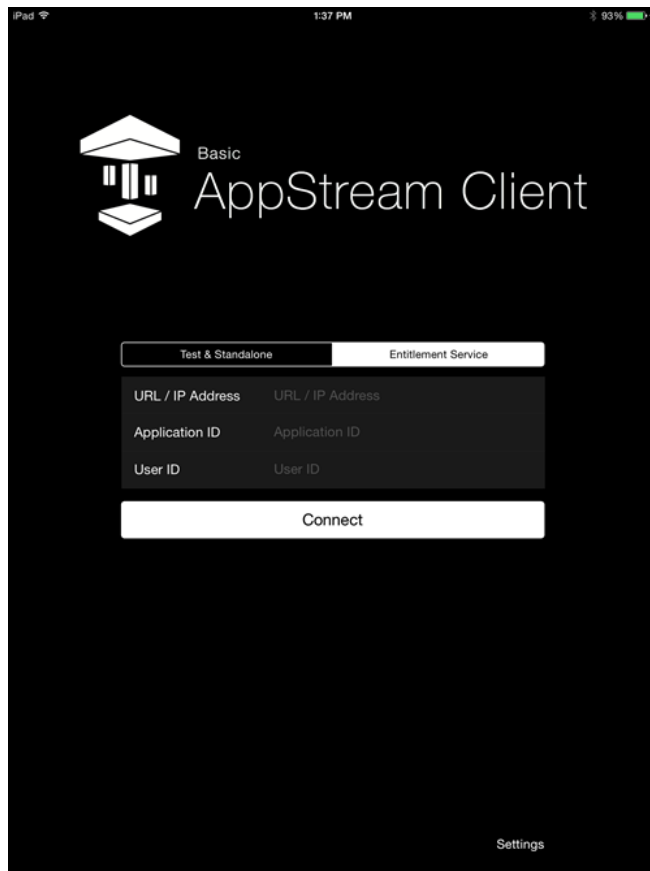 iPad 1:37 PM 93%
Basic
AppStream Client
Test & Standalone Entitlement Service
URL / IP Address URL / IP Address
Application ID Application ID
User ID User ID
Connect
Settings